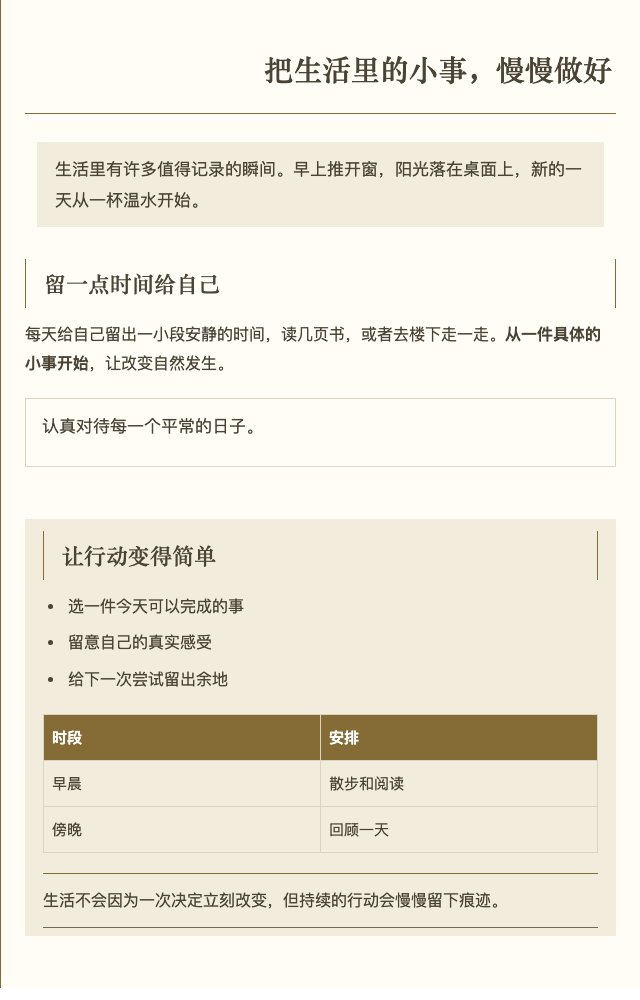 把生活里的小事，慢慢做好
生活里有许多值得记录的瞬间。早上推开窗，阳光落在桌面上，新的一
天从一杯温水开始。
留一点时间给自己
每天给自己留出一小段安静的时间，读几页书，或者去楼下走一走。从一件具体的
小事开始，让改变自然发生。
认真对待每一个平常的日子。
让行动变得简单
• 选一件今天可以完成的事
• 留意自己的真实感受
• 给下一次尝试留出余地
时段 安排
早晨 散步和阅读
傍晚 回顾一天
生活不会因为一次决定立刻改变，但持续的行动会慢慢留下痕迹。